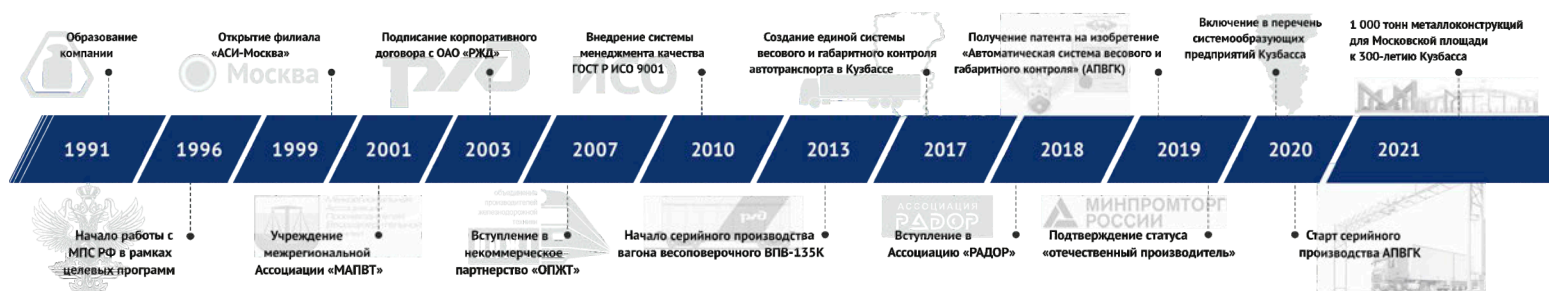 Образование
компании
Открытие филиала
«АСИ-Москва»
Москва
Подписание корпоративного
договора с ОАО «РЖД»
Внедрение системы
менеджмента качества
ГОСТ Р ИСО 9001
ИСО
Создание единой системы
весового и габаритного контроля
автотранспорта в Кузбассе
Получение патента на изобретение
«Автоматическая система весового и
габаритного контроля» (АПВГК)
Включение в перечень
системообразующих
предприятий Кузбасса
1 000 тонн металлоконструкций
для Московской площади
к 300-летию Кузбасса
1991
1996
1999
2001
2003
2007
2010
2013
2017
2018
2019
2020
2021
Начало работы с
МПС РФ в рамках
целевых программ
Учреждение
межрегиональной
Ассоциации «МАПВТ»
объединение
производителей
железнодорожной
техники
Вступление в
некоммерческое
партнерство «ОПЖТ»
Начало серийного производства
вагона весоповерочного ВПВ-135К
АССОЦИАЦИЯ
РАДОР
Вступление в
Ассоциацию «РАДОР»
МИНПРОМТОРГ
РОССИИ
Подтверждение статуса
«отечественный производитель»
Старт серийного
производства АПВГК